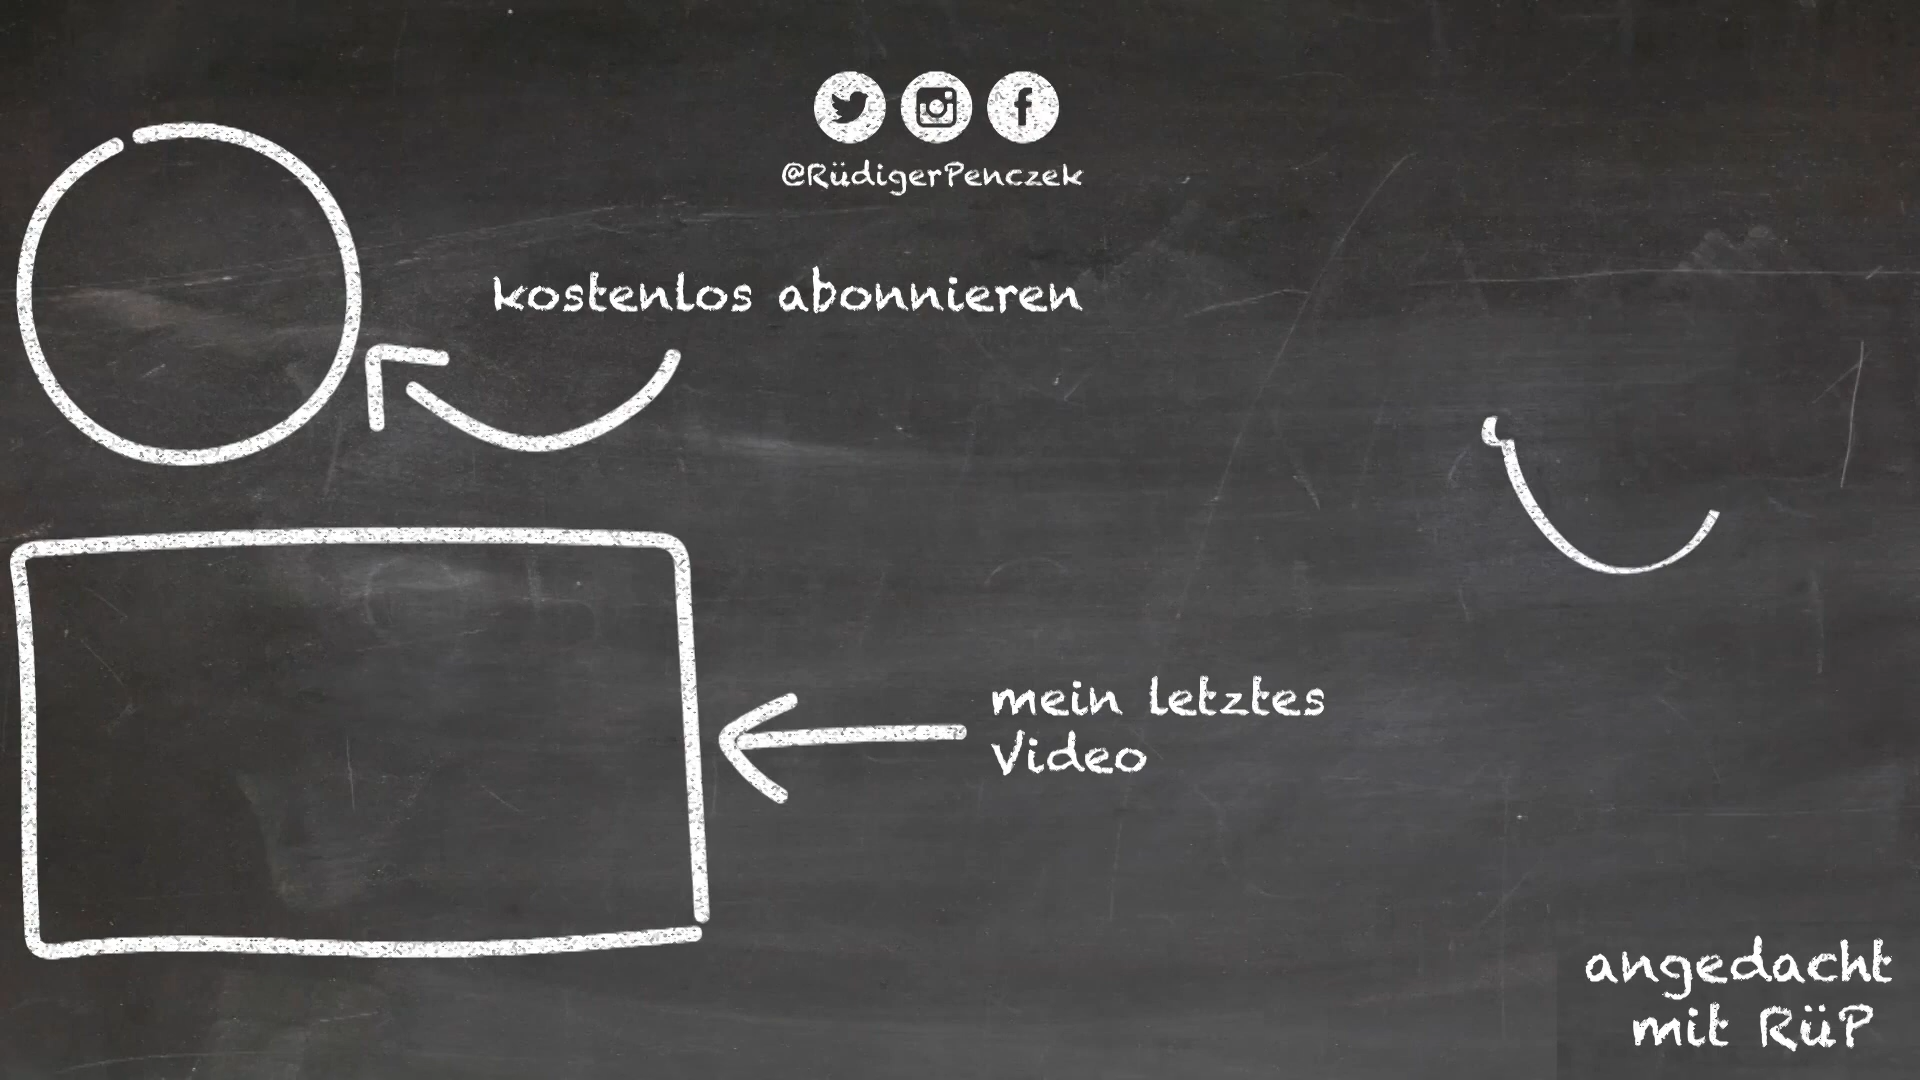 @RüdigerPenczek
kostenlos abonnieren
mein letztes
Video
angedacht
mit RüP